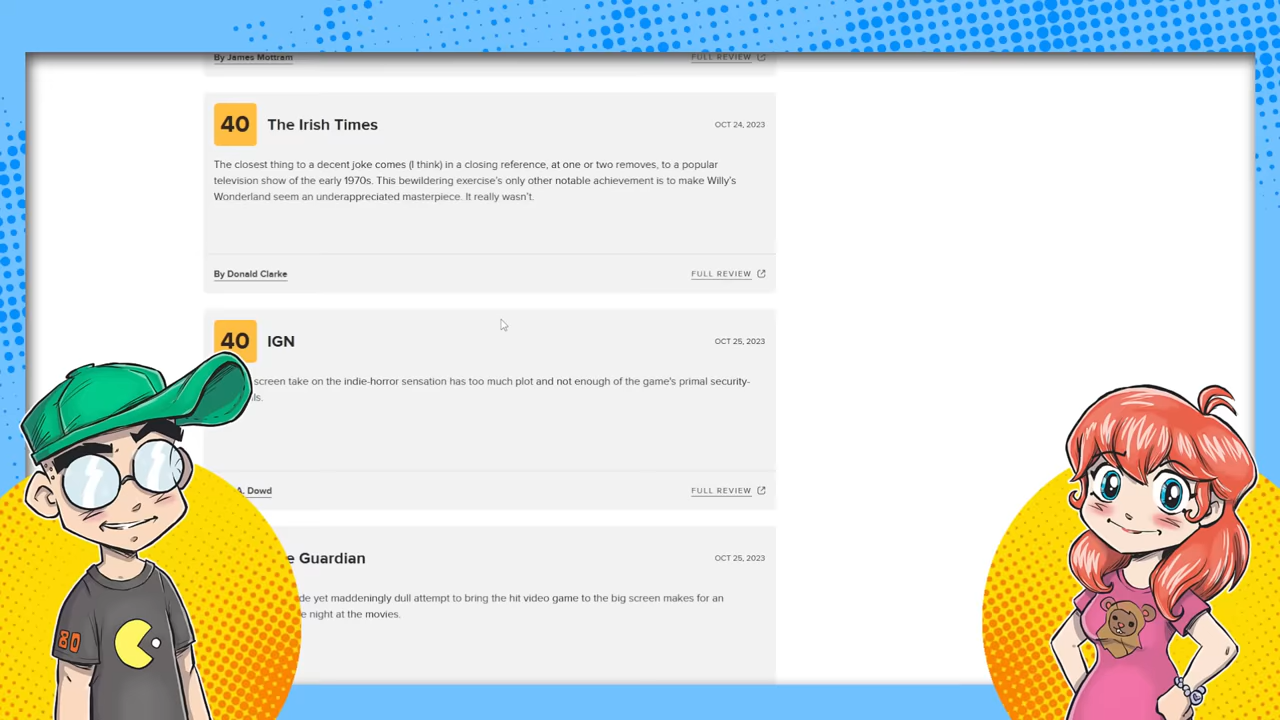 By James Mottram
FULL REVIEW
40
The Irish Times
OCT 24, 2023
The closest thing to a decent joke comes (I think) in a closing reference, at one or two removes, to a popular
television show of the early 1970s. This bewildering exercise's only other notable achievement is to make Willy's
Wonderland seem an underappreciated masterpiece. It really wasn't.
By Donald Clarke
FULL REVIEW
40
IGN
OCT 25, 2023
screen take on the indie-horror sensation has too much plot and not enough of the game's primal security-
A. Dowd
FULL REVIEW
Guardian
OCT 25, 2023
yet maddeningly dull attempt to bring the hit video game to the big screen makes for an
night at the movies.
80